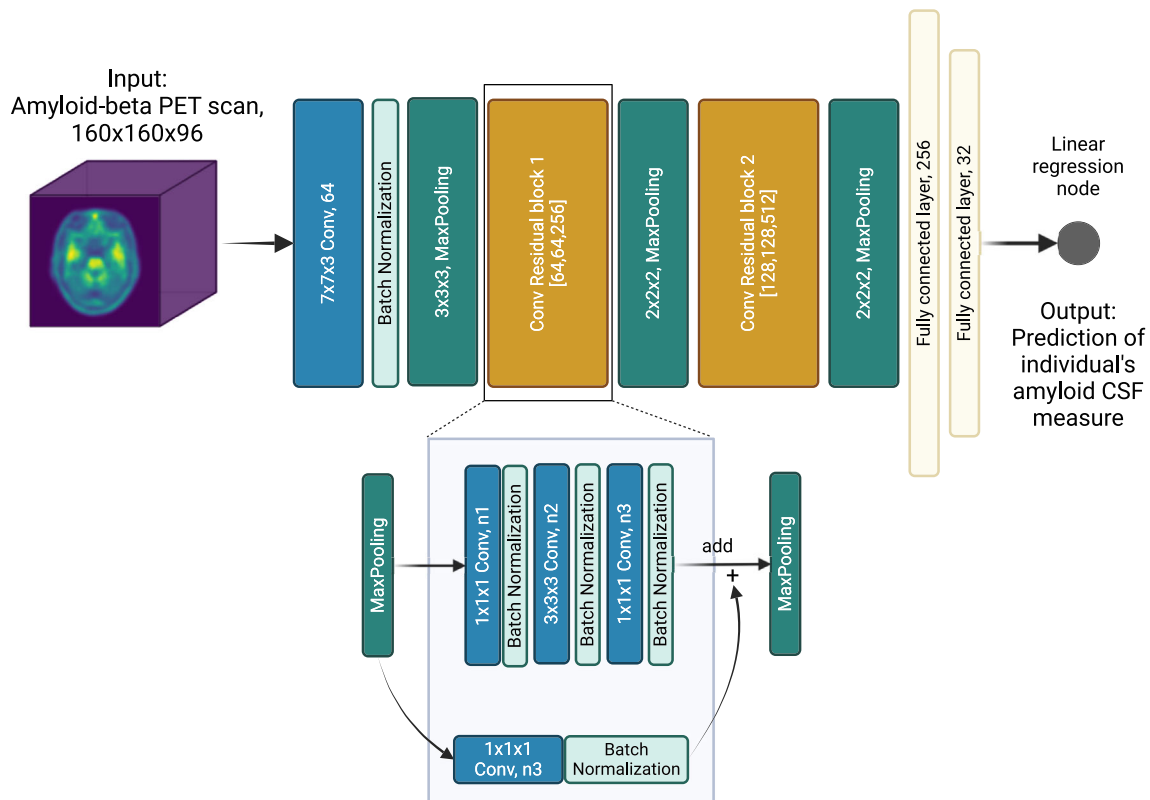 Input:
Amyloid-beta PET scan,
160x160x96
7x7x3 Conv, 64
Batch Normalization
3x3x3, MaxPooling
Conv Residual block 1
[64,64,256]
2x2x2, MaxPooling
Conv Residual block 2
[128,128,512]
2x2x2, MaxPooling
Fully connected layer, 256
Fully connected layer, 32
Linear
regression
node
Output:
Prediction of
individual's
amyloid CSF
measure
MaxPooling
1x1x1 Conv, n1
Batch Normalization
3x3x3 Conv, n2
Batch Normalization
1x1x1 Conv, n3
Batch Normalization
add
+
MaxPooling
1x1x1
Conv, n3
Batch
Normalization